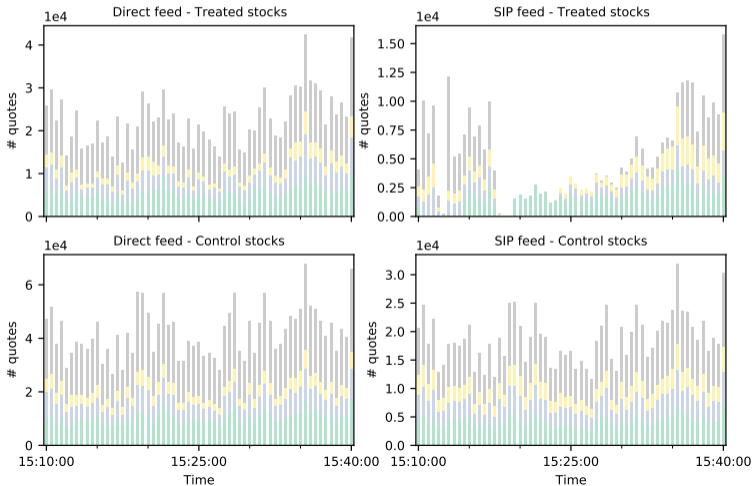 Direct feed - Treated stocks
1e4
# quotes
4
3
2
1
0
SIP feed - Treated stocks
1e4
# quotes
1.50
1.25
1.00
0.75
0.50
0.25
0.00
Direct feed - Control stocks
1e4
# quotes
6
4
2
0
15:10:00 15:25:00 15:40:00
Time
SIP feed - Control stocks
1e4
# quotes
3.0
2.5
2.0
1.5
1.0
0.5
0.0
15:10:00 15:25:00 15:40:00
Time